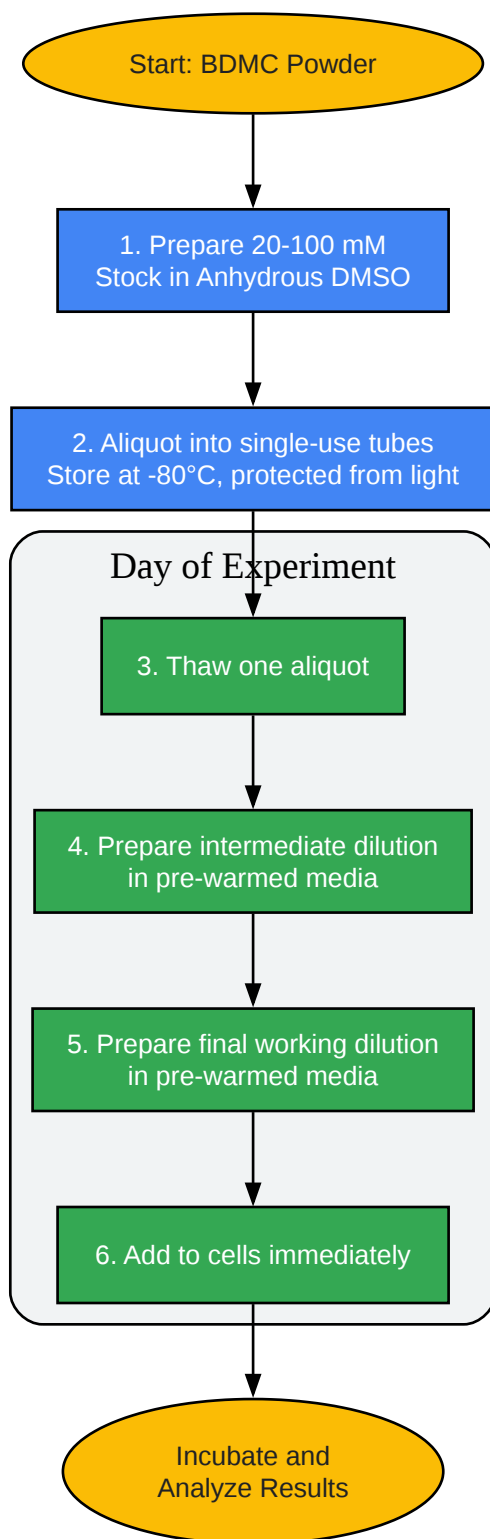 Start: BDMC Powder
1. Prepare 20-100 mM
Stock in Anhydrous DMSO
2. Aliquot into single-use tubes
Store at -80°C, protected from light
Day of Experiment
3. Thaw one aliquot
4. Prepare intermediate dilution
in pre-warmed media
5. Prepare final working dilution
in pre-warmed media
6. Add to cells immediately
Incubate and
Analyze Results